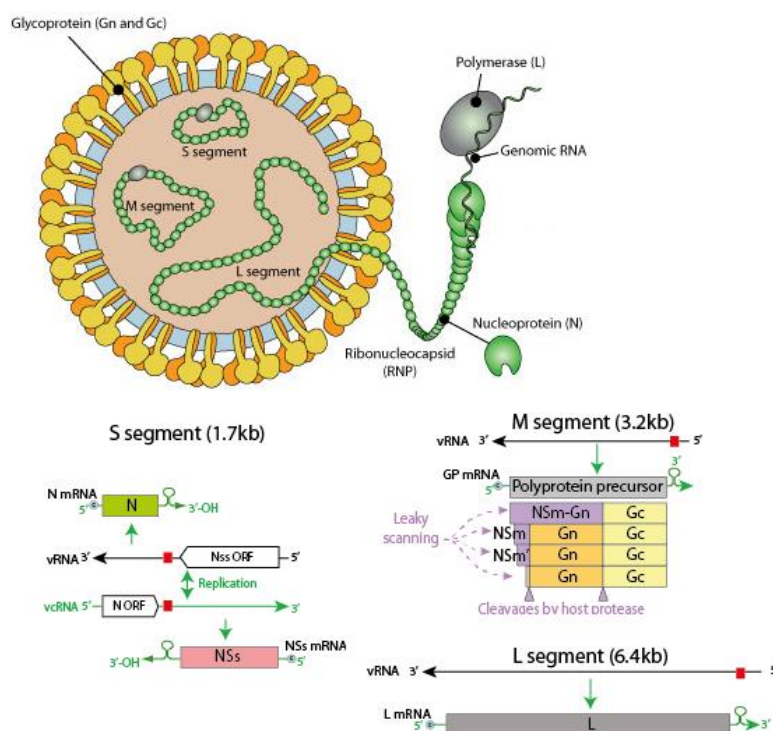 Glycoprotein (Gn and Gc)
Polymerase (L)
Genomic RNA
S segment
M segment
L segment
Nucleoprotein (N)
Ribonucleocapsid
(RNP)
S segment (1.7kb)
N mRNA
5′
N
3′-OH
vRNA 3′
Nss ORF
5′
Replication
vcRNA 5′
N ORF
3′
3′-OH
NSs
NSs mRNA
5′
M segment (3.2kb)
vRNA 3′
5′
3′
GP mRNA
5′
Polyprotein precursor
Leaky
scanning
NSm-Gn
Gc
NSm
Gn
Gc
NSm'
Gn
Gc
Gn
Gc
Cleavages by host protease
L segment (6.4kb)
vRNA 3′
5′
L mRNA
5′
L
3′